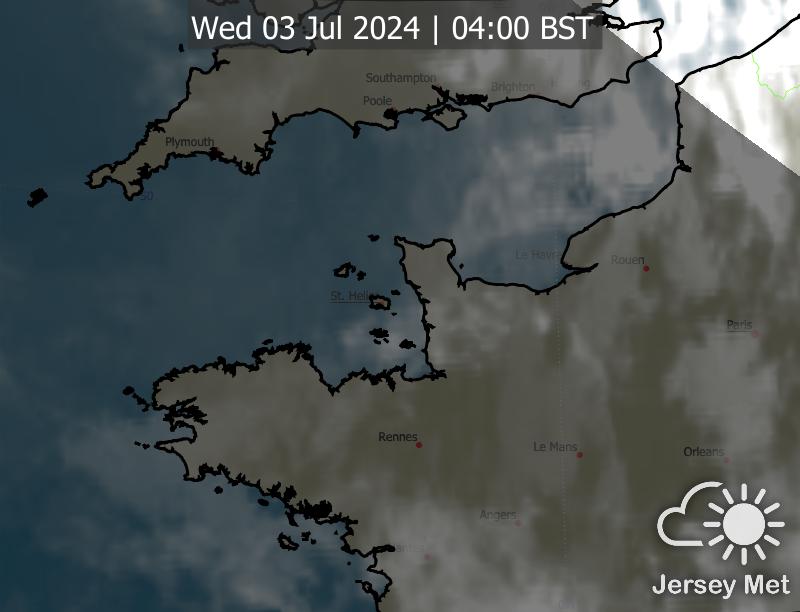 Wed 03 Jul 2024 | 04:00 BST
Southampton
Brighton
Poole
Plymouth
50
Le Havre
Rouen
St. Helier
Paris
Rennes
Le Mans
Orleans
Angers
Jersey Met